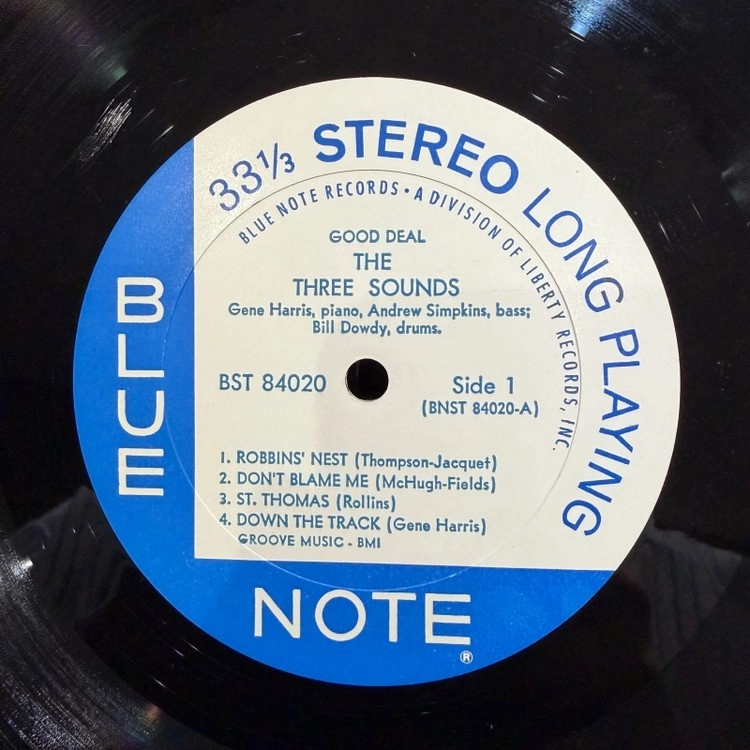 33⅓ STEREO LONG PLAYING
BLUE NOTE RECORDS • A DIVISION OF LIBERTY RECORDS, INC.
GOOD DEAL
THE
THREE SOUNDS
Gene Harris, piano, Andrew Simpkins, bass;
Bill Dowdy, drums.
BST 84020
Side 1
(BNST 84020-A)
1. ROBBINS' NEST (Thompson-Jacquet)
2. DON'T BLAME ME (McHugh-Fields)
3. ST. THOMAS (Rollins)
4. DOWN THE TRACK (Gene Harris)
GROOVE MUSIC - BMI
BLUE
NOTE
®